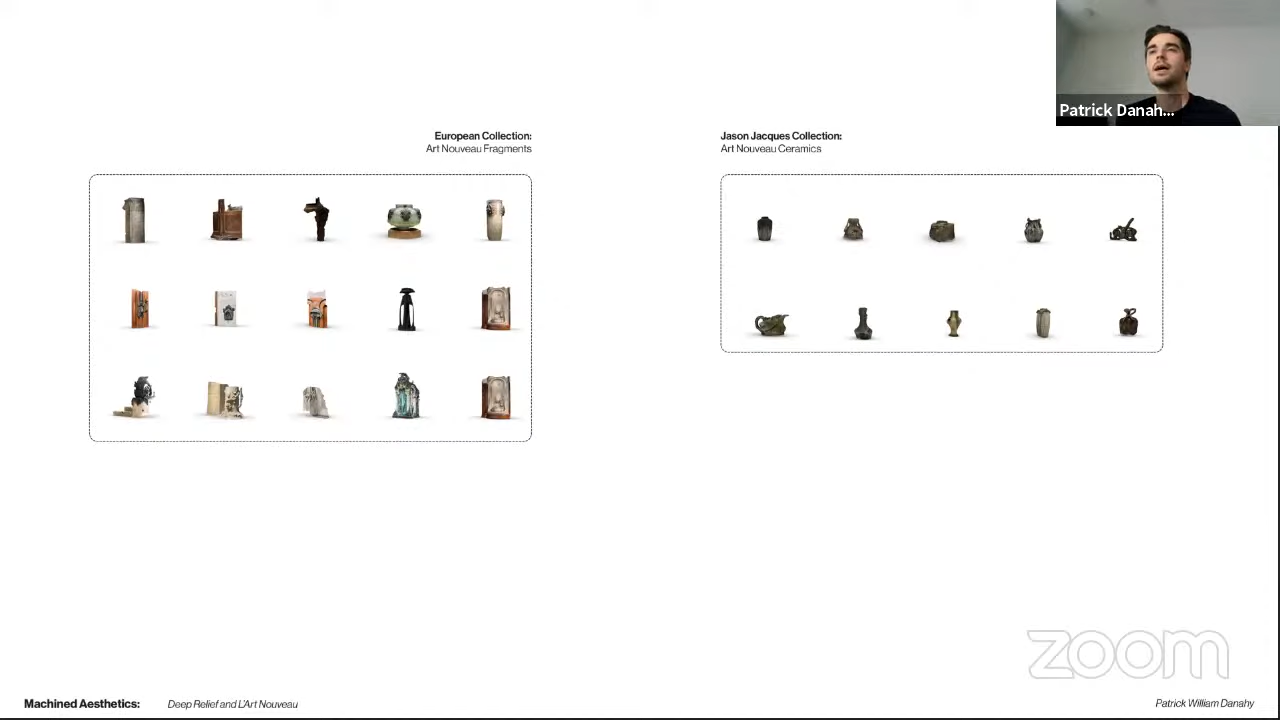 Patrick Danah...
European Collection:
Art Nouveau Fragments
Jason Jacques Collection:
Art Nouveau Ceramics
zoom
Machined Aesthetics: Deep Relief and L'Art Nouveau
Patrick William Danahy